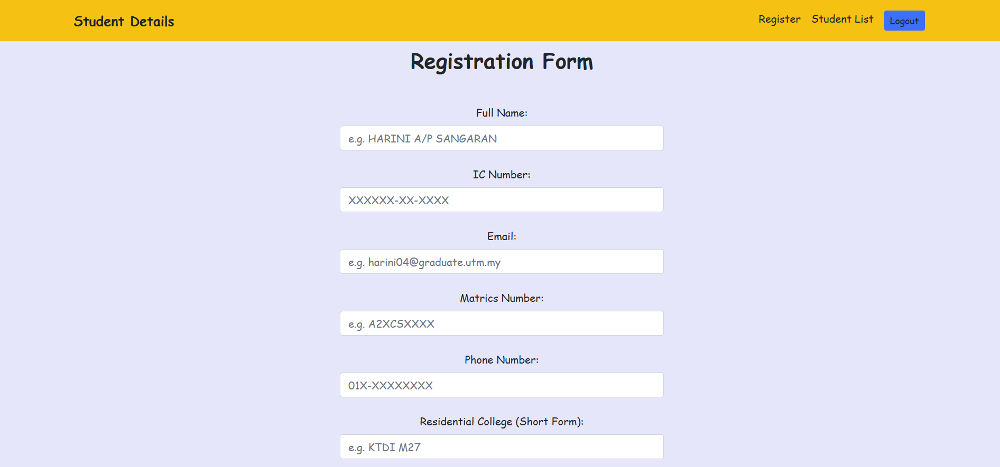 Student Details
Register
Student List
Logout
Registration Form
Full Name:
e.g. HARINI A/P SANGARAN
IC Number:
XXXXXX-XX-XXXX
Email:
e.g. harini04@graduate.utm.my
Matrics Number:
e.g. A2XCSXXXX
Phone Number:
01X-XXXXXXXX
Residential College (Short Form):
e.g. KTDI M27